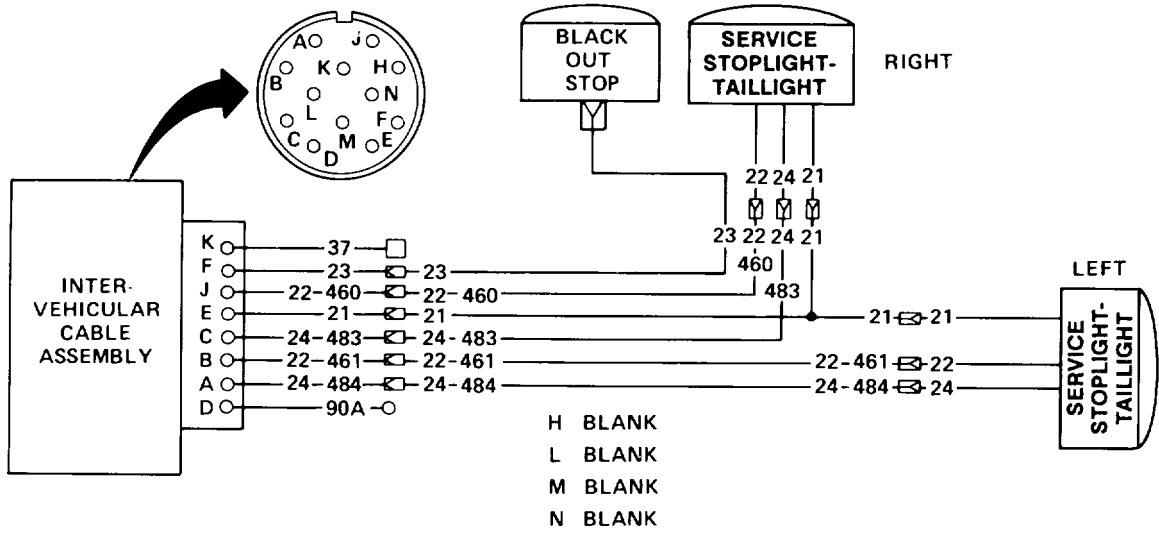 A J
B K H
L N
C M F
D E
BLACK
OUT
STOP
SERVICE
STOPLIGHT-
TAILLIGHT
RIGHT
22 24 21
23 22 24 21
460
483
INTER-
VEHICULAR
CABLE
ASSEMBLY
K 37
F 23 23
J 22-460 22-460
E 21 21 21 21
C 24-483 24-483
B 22-461 22-461 22-461 22
A 24-484 24-484 24-484 24
D 90A
LEFT
SERVICE
STOPLIGHT-
TAILLIGHT
H BLANK
L BLANK
M BLANK
N BLANK